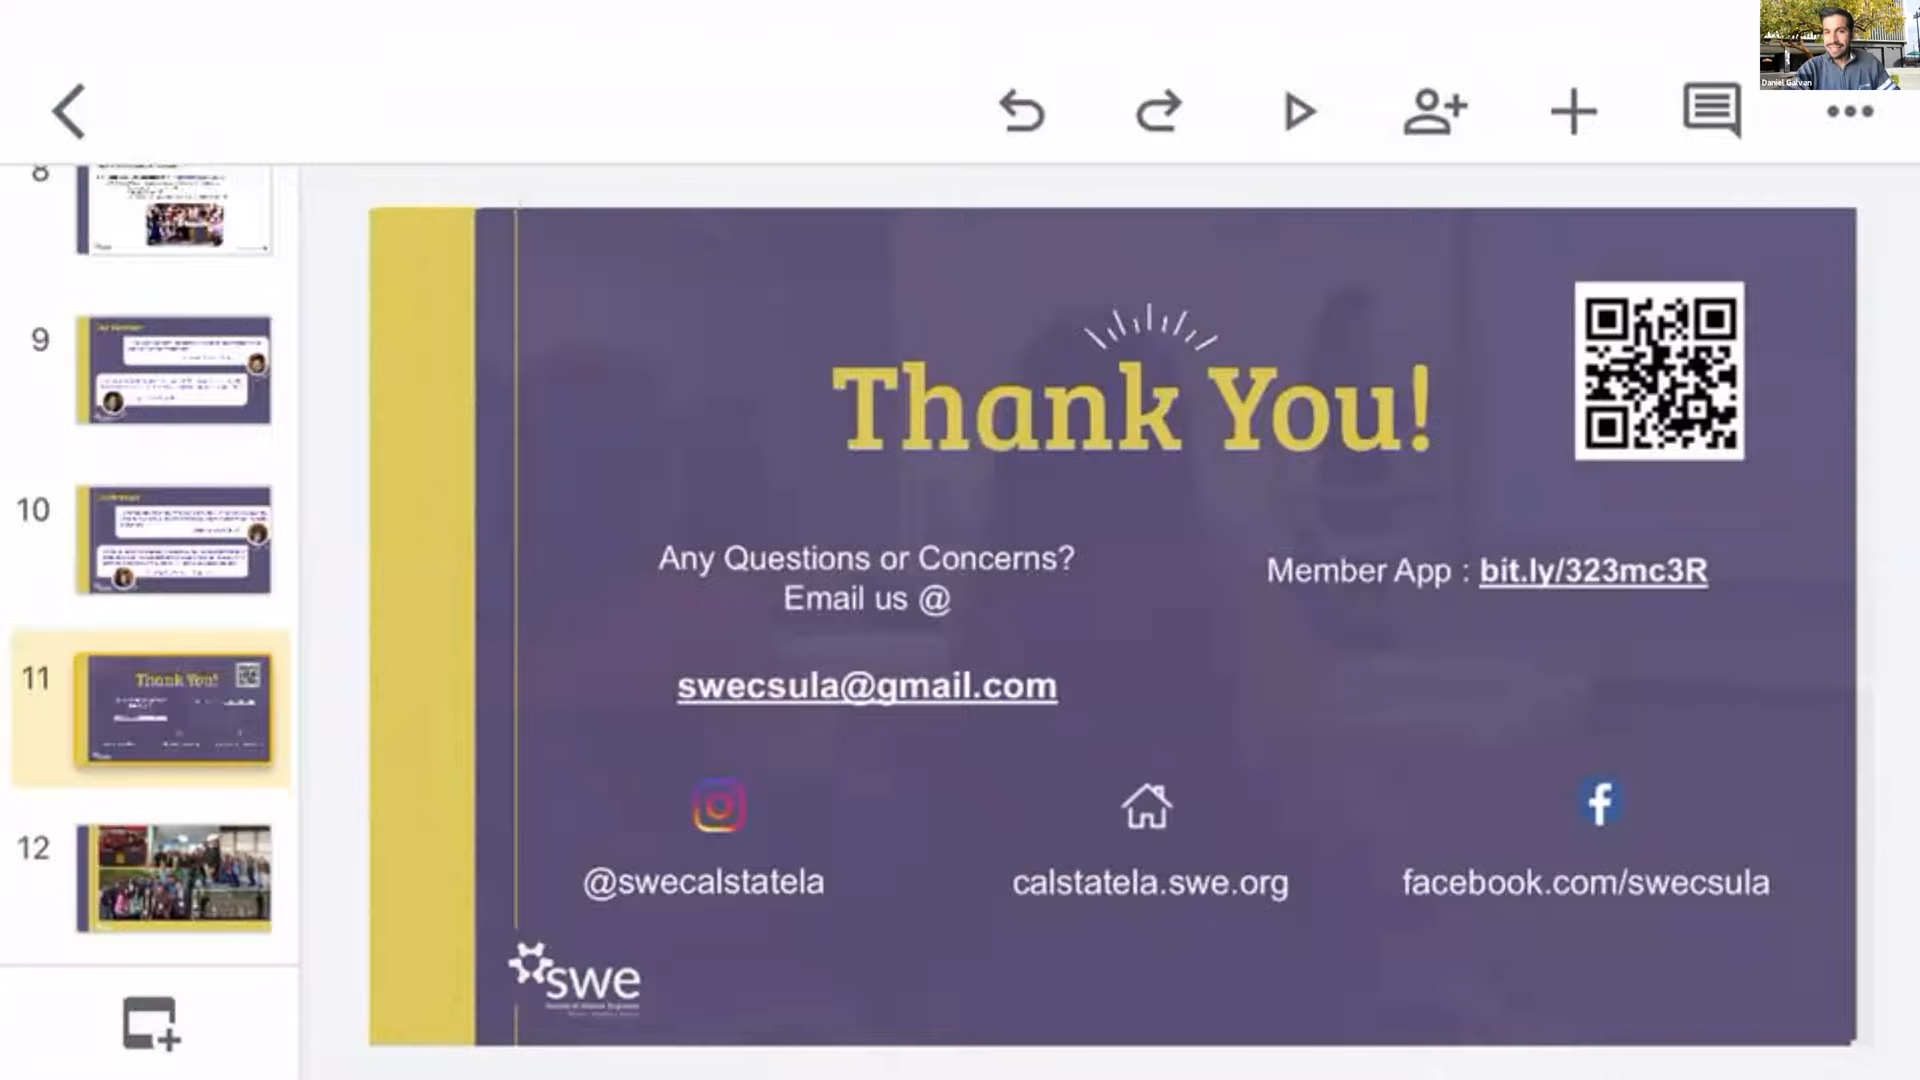 Daniel Galvan
8
9
10
11
Thank You!
12
Thank You!
Any Questions or Concerns?
Email us @
Member App : bit.ly/323mc3R
swecsula@gmail.com
@swecalstatela
calstatela.swe.org
facebook.com/swecsula
swe